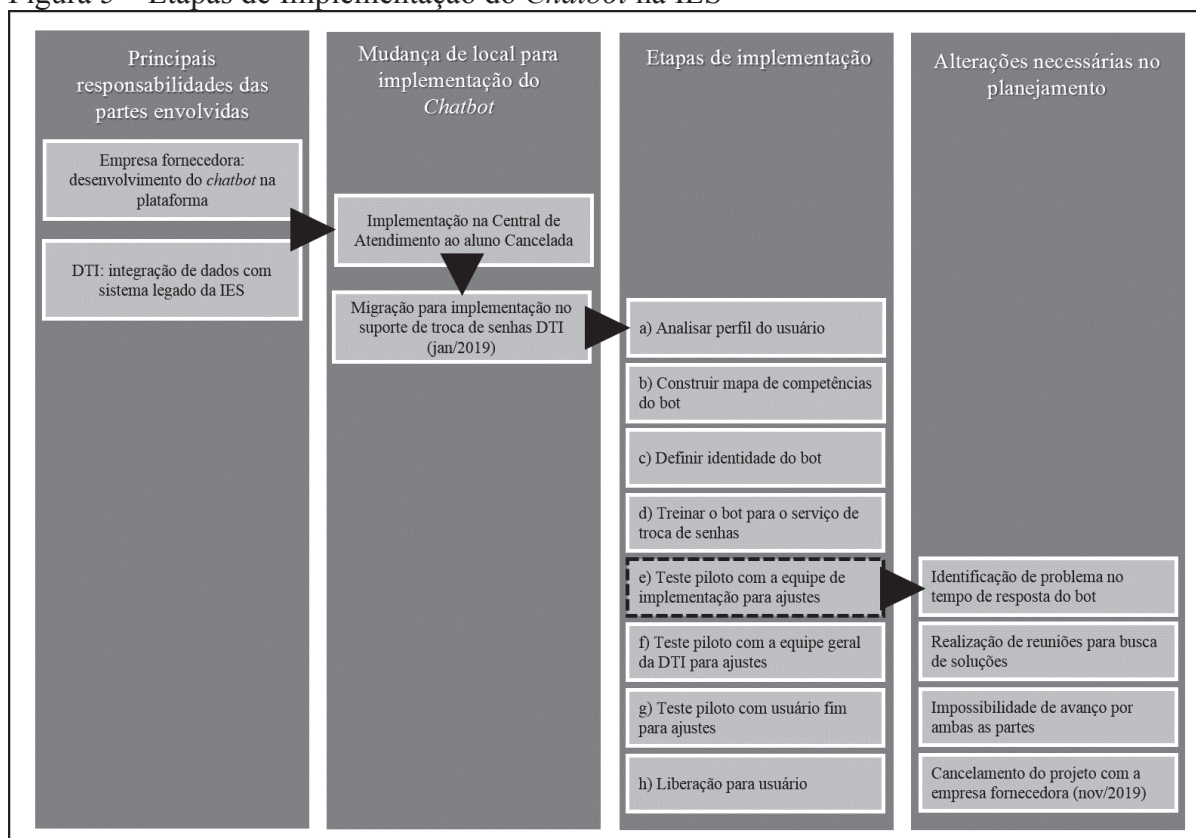 Figura 3 – Etapas de Implementação do Chatbot na IES
Principais
responsabilidades das
partes envolvidas
Empresa fornecedora:
desenvolvimento do chatbot na
plataforma
DTI: integração de dados com
sistema legado da IES
Mudança de local para
implementação do
Chatbot
Implementação na Central de
Atendimento ao aluno Cancelada
Migração para implementação no
suporte de troca de senhas DTI
(jan/2019)
Etapas de implementação
a) Analisar perfil do usuário
b) Construir mapa de competências
do bot
c) Definir identidade do bot
d) Treinar o bot para o serviço de
troca de senhas
e) Teste piloto com a equipe de
implementação para ajustes
f) Teste piloto com a equipe geral
da DTI para ajustes
g) Teste piloto com usuário fim
para ajustes
h) Liberação para usuário
Alterações necessárias no
planejamento
Identificação de problema no
tempo de resposta do bot
Realização de reuniões para busca
de soluções
Impossibilidade de avanço por
ambas as partes
Cancelamento do projeto com a
empresa fornecedora (nov/2019)